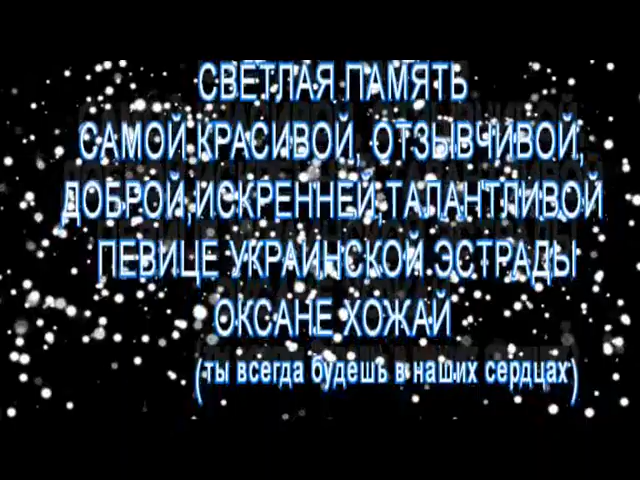 СВЕТЛАЯ ПАМЯТЬ
САМОЙ КРАСИВОЙ, ОТЗЫВЧИВОЙ,
ДОБРОЙ,ИСКРЕННЕЙ,ТАЛАНТЛИВОЙ
ПЕВИЦЕ УКРАИНСКОЙ ЭСТРАДЫ
ОКСАНЕ ХОЖАЙ
(ты всегда будешь в наших сердцах)